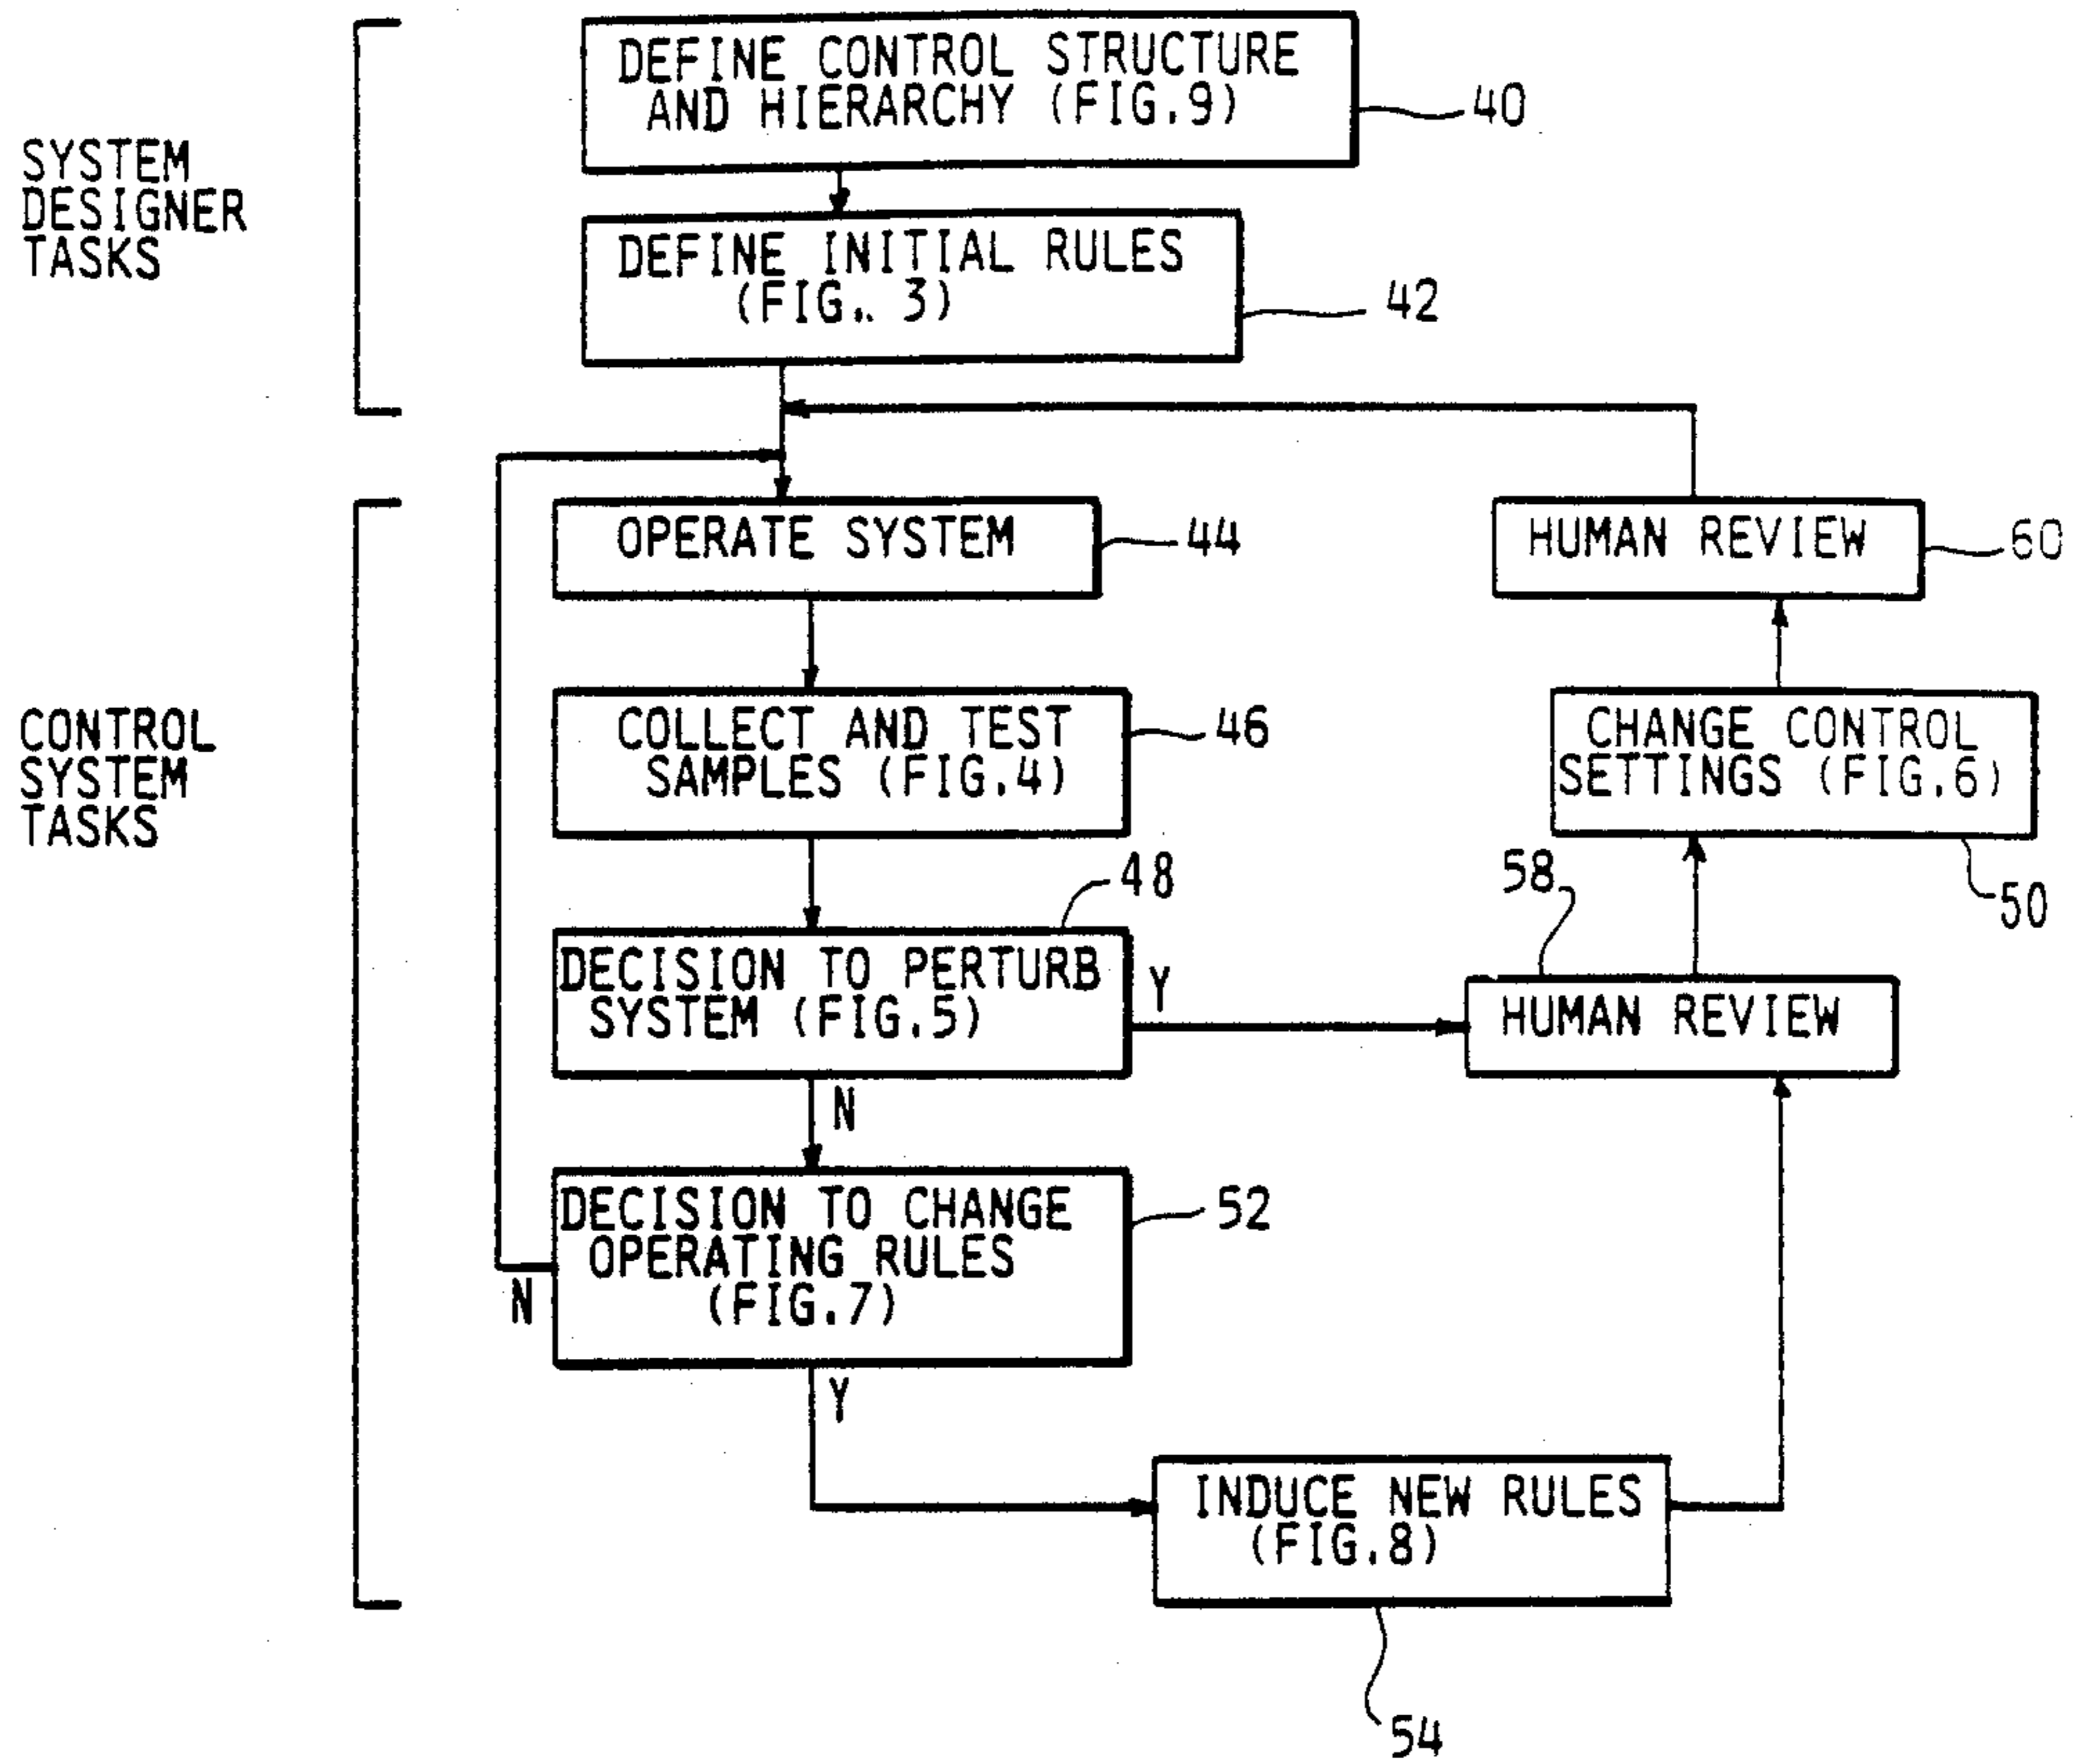 DEFINE CONTROL STRUCTURE
AND HIERARCHY (FIG.9)
40
SYSTEM
DESIGNER
TASKS
DEFINE INITIAL RULES
(FIG. 3)
42
OPERATE SYSTEM
44
HUMAN REVIEW
60
CONTROL
SYSTEM
TASKS
COLLECT AND TEST
SAMPLES (FIG.4)
46
CHANGE CONTROL
SETTINGS (FIG.6)
50
48
58
DECISION TO PERTURB
SYSTEM (FIG.5)
Y
HUMAN REVIEW
N
DECISION TO CHANGE
OPERATING RULES
(FIG.7)
52
N
Y
INDUCE NEW RULES
(FIG.8)
54